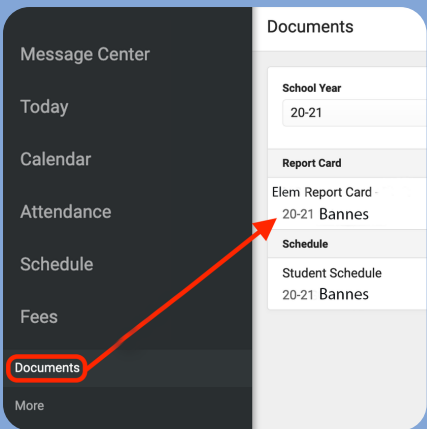 Message Center
Today
Calendar
Attendance
Schedule
Fees
Documents
More
Documents
School Year
20-21
Report Card
Elem Report Card -
20-21 Bannes
Schedule
Student Schedule
20-21 Bannes